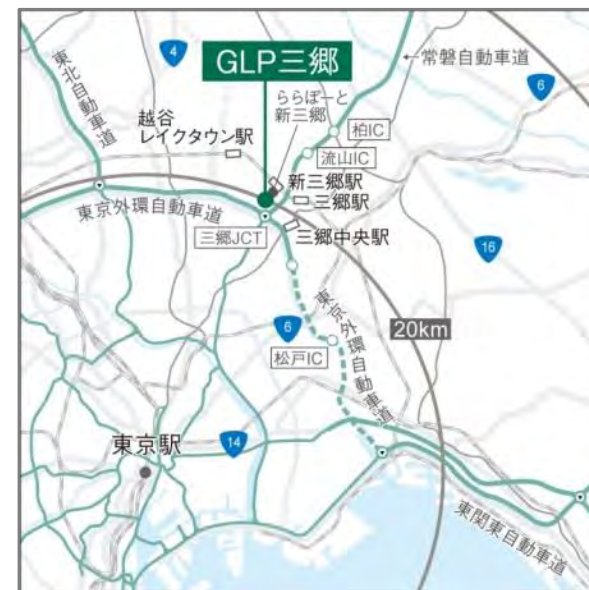 4
GLP三郷
←常磐自動車道
東北自動車道
6
ららぽーと
新三郷
越谷
レイクタウン駅
柏IC
流山IC
新三郷駅
三郷駅
東京外環自動車道
三郷JCT
三郷中央駅
16
東京外環自動車道
6
20km
松戸IC
14
東京駅
東関東自動車道